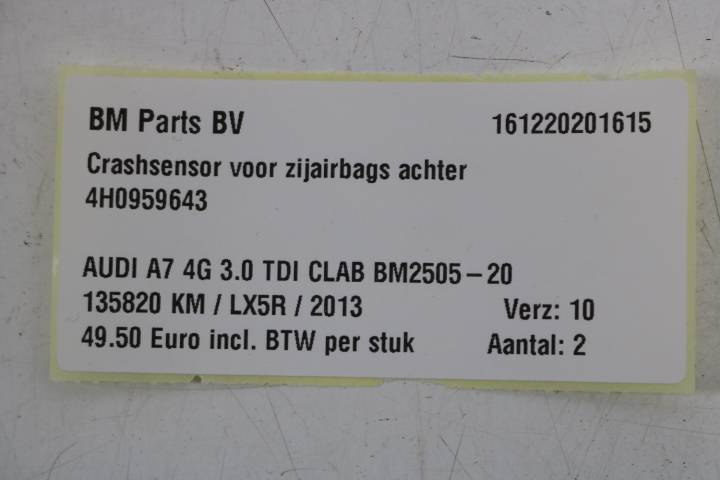 BM Parts BV 161220201615
Crashsensor voor zijairbags achter
4H0959643
AUDI A7 4G 3.0 TDI CLAB BM2505-20
135820 KM / LX5R / 2013 Verz: 10
49.50 Euro incl. BTW per stuk Aantal: 2